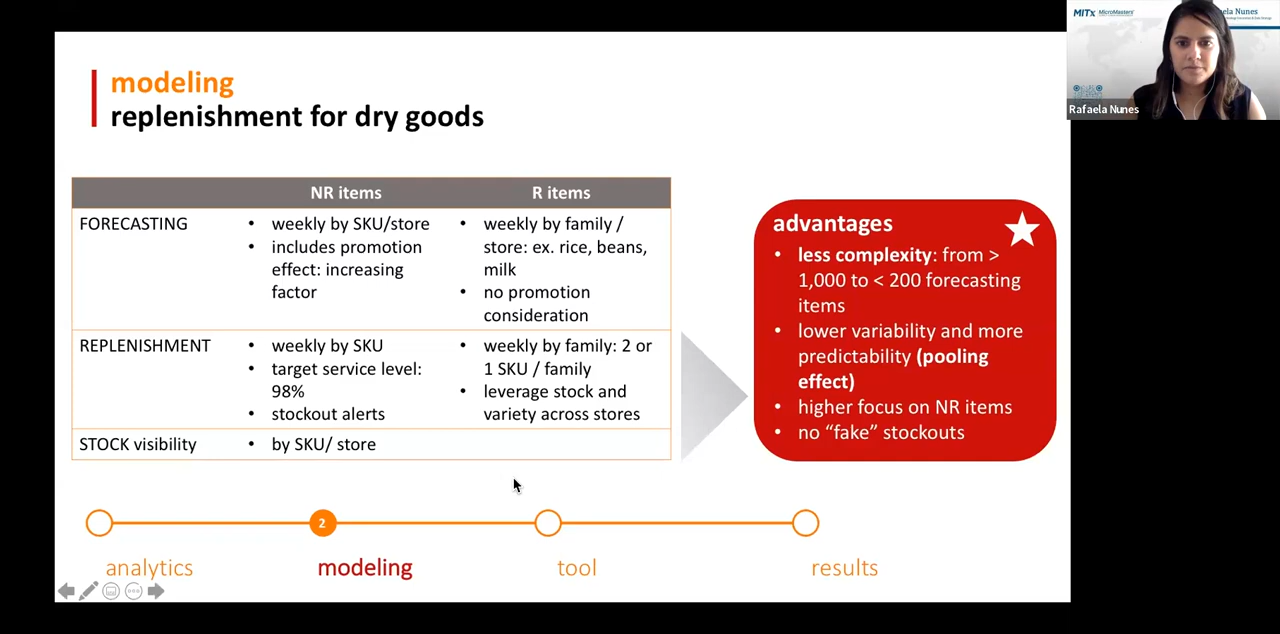 MITx MicroMasters
ela Nunes
Rafaela Nunes
modeling
replenishment for dry goods
NR items
R items
FORECASTING
• weekly by SKU/store
• includes promotion
effect: increasing
factor
• weekly by family /
store: ex. rice, beans,
milk
• no promotion
consideration
REPLENISHMENT
• weekly by SKU
• target service level:
98%
• stockout alerts
• weekly by family: 2 or
1 SKU / family
• leverage stock and
variety across stores
STOCK visibility
• by SKU/ store
advantages
• less complexity: from >
1,000 to < 200 forecasting
items
• lower variability and more
predictability (pooling
effect)
• higher focus on NR items
• no “fake” stockouts
2
analytics
modeling
tool
results